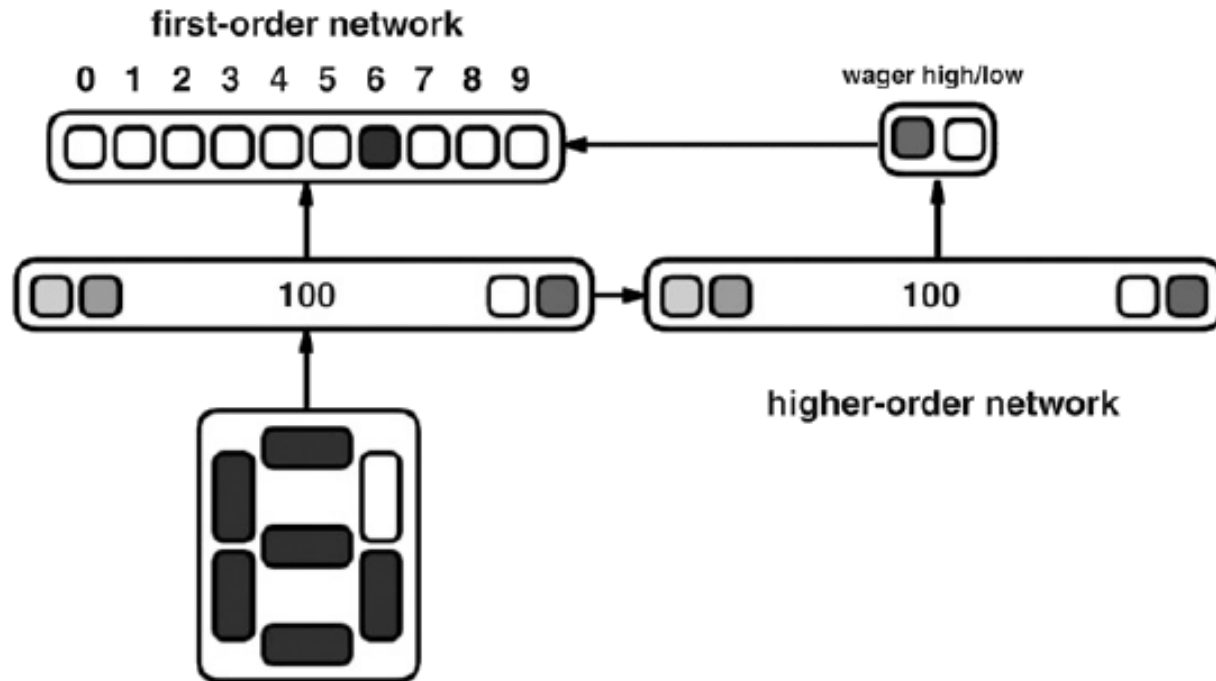 first-order network
0 1 2 3 4 5 6 7 8 9
wager high/low
100
100
higher-order network